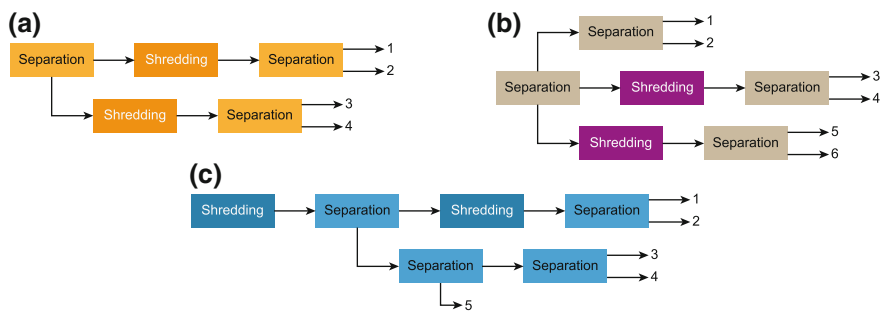 (a)
Separation Shredding Separation 1
2
Shredding Separation 3
4
(b)
Separation 1
2
Separation Shredding Separation 3
4
Shredding Separation 5
6
(c)
Shredding Separation Shredding Separation 1
2
Separation Separation 3
4
5